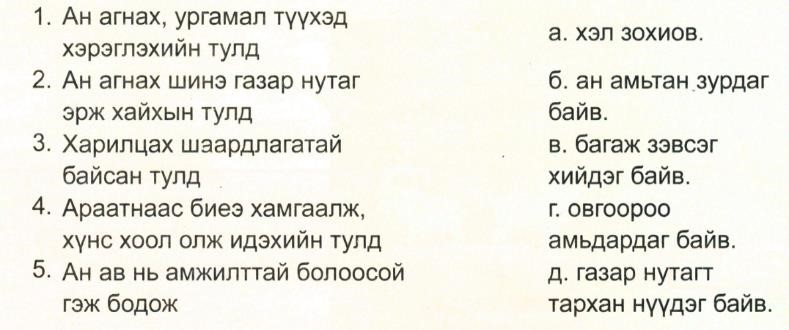 1. Ан агнах, ургамал түүхэд
хэрэглэхийн тулд
2. Ан агнах шинэ газар нутаг
эрж хайхын тулд
3. Харилцах шаардлагатай
байсан тулд
4. Араатнаас биеэ хамгаалж,
хүнс хоол олж идэхийн тулд
5. Ан ав нь амжилттай болоосой
гэж бодож
а. хэл зохиов.
б. ан амьтан зурдаг
байв.
в. багаж зэвсэг
хийдэг байв.
г. овгоороо
амьдардаг байв.
д. газар нутагт
тархан нүүдэг байв.